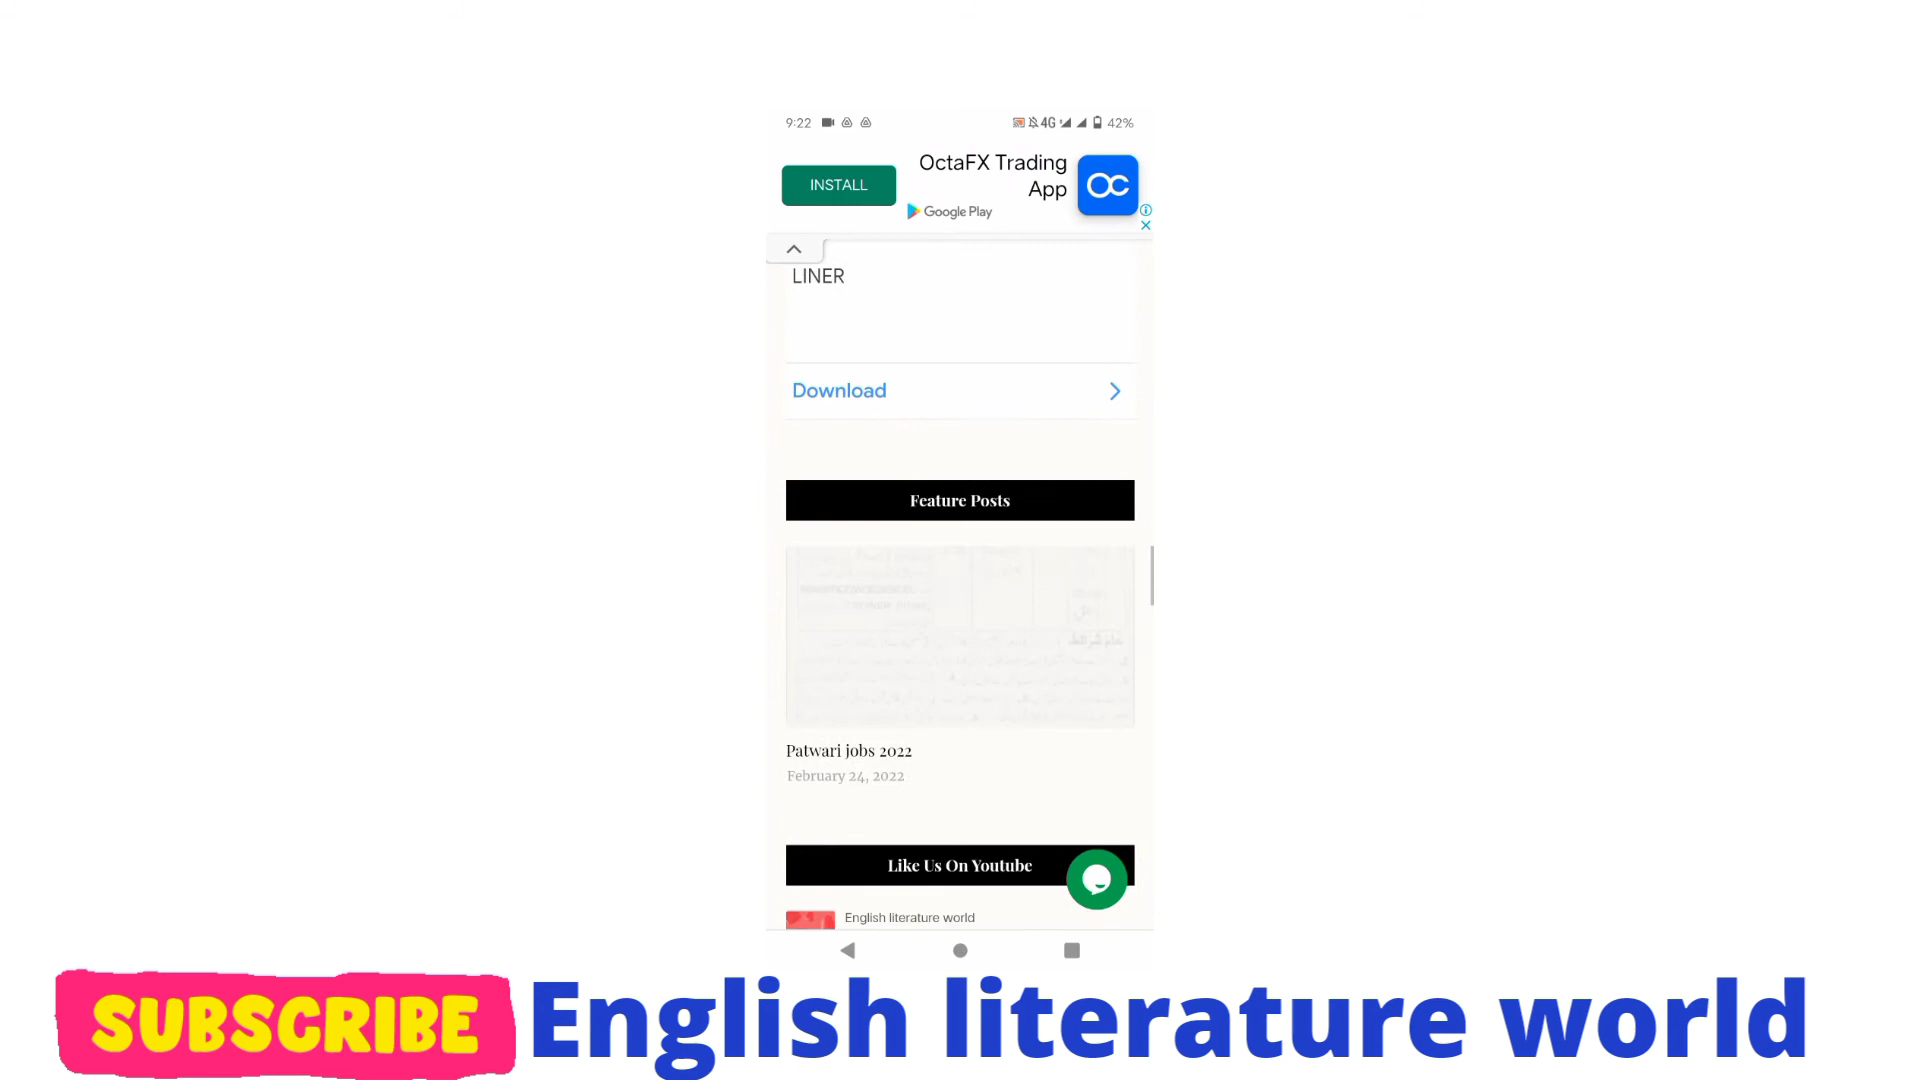 9:22
4G 42%
INSTALL
OctaFX Trading
App
Google Play
LINER
Download
Feature Posts
Patwari jobs 2022
February 24, 2022
Like Us On Youtube
English literature world
SUBSCRIBE English literature world